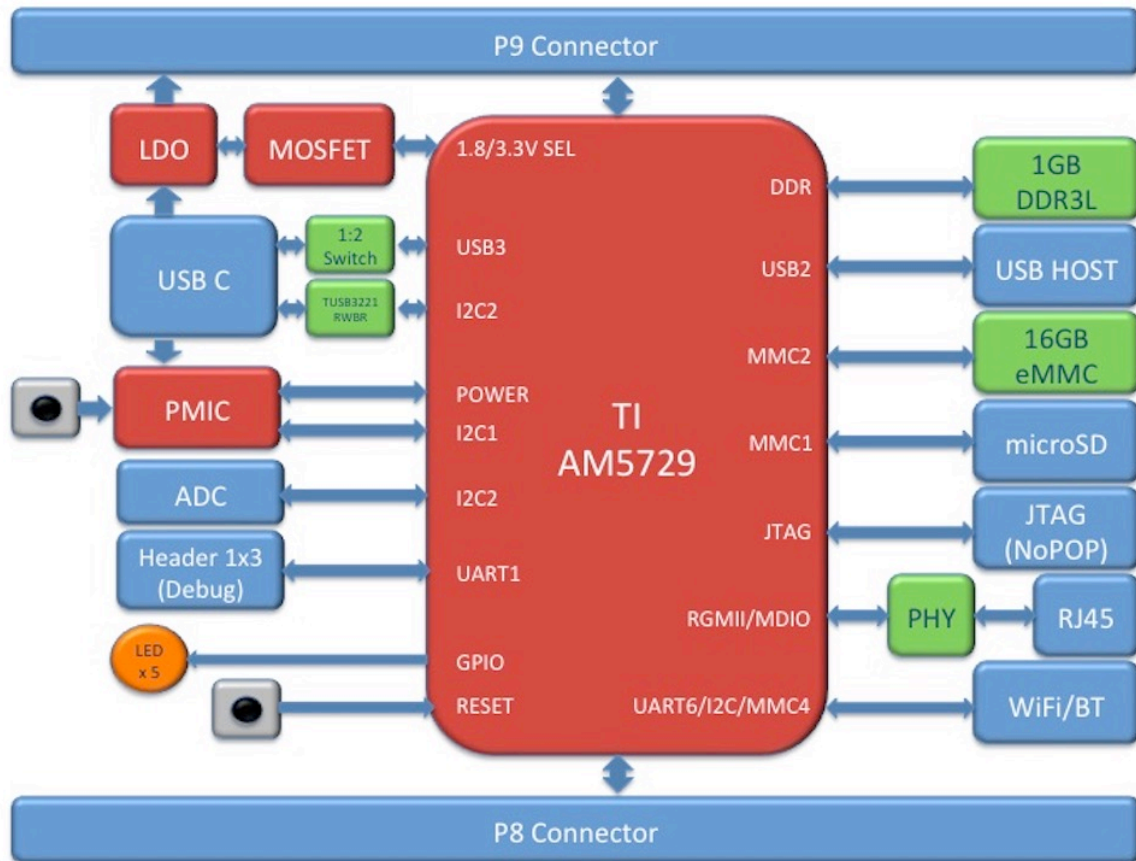 P9 Connector
LDO
MOSFET
1.8/3.3V SEL
DDR
1GB
DDR3L
USB C
1:2
Switch
USB3
USB2
USB HOST
TUSB3221
RWBR
I2C2
MMC2
16GB
eMMC
PMIC
POWER
I2C1
TI
AM5729
MMC1
microSD
ADC
I2C2
JTAG
JTAG
(NoPOP)
Header 1x3
(Debug)
UART1
RGMII/MDIO
PHY
RJ45
LED
x 5
GPIO
RESET
UART6/I2C/MMC4
WiFi/BT
P8 Connector